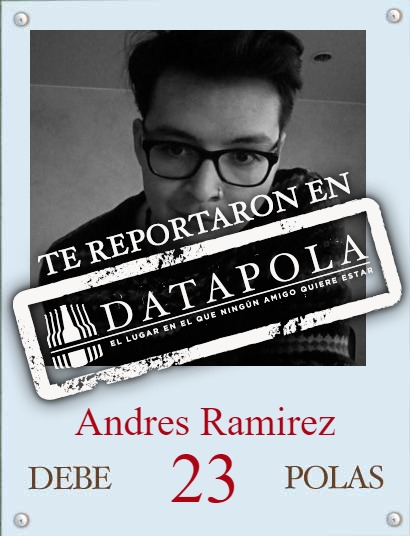 TE REPORTARON EN
DATAPOLA
EL LUGAR EN EL QUE NINGÚN AMIGO QUIERE ESTAR
Andres Ramirez
DEBE 23 POLAS